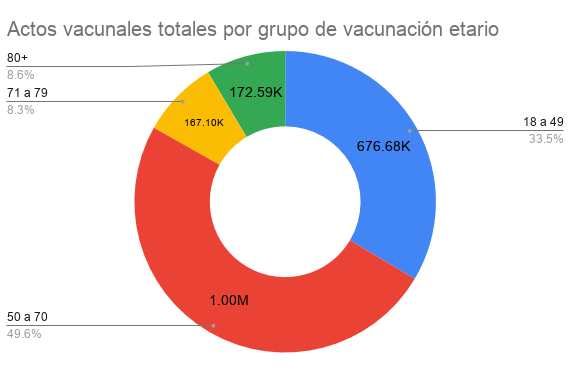 Actos vacunales totales por grupo de vacunación etario
80+
8.6%
71 a 79
8.3%
172.59K
167.10K
18 a 49
33.5%
676.68K
1.00M
50 a 70
49.6%